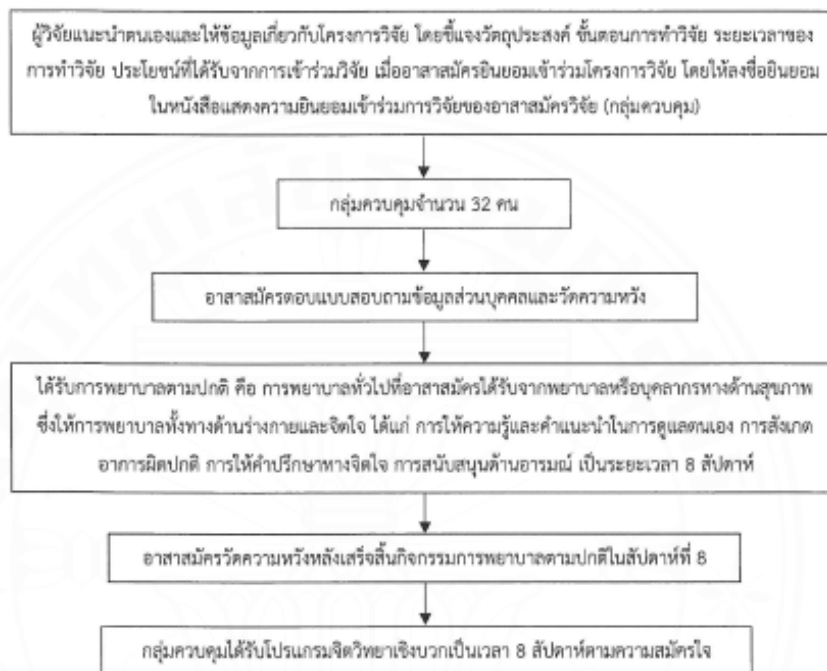 ผู้วิจัยแนะนำตนเองและให้ข้อมูลเกี่ยวกับโครงการวิจัย โดยชี้แจงวัตถุประสงค์ ขั้นตอนการทำวิจัย ระยะเวลาของ
การทำวิจัย ประโยชน์ที่ได้รับจากการเข้าร่วมวิจัย เมื่ออาสาสมัครยินยอมเข้าร่วมโครงการวิจัย โดยให้ลงชื่อยินยอม
ในหนังสือแสดงความยินยอมเข้าร่วมการวิจัยของอาสาสมัครวิจัย (กลุ่มควบคุม)
กลุ่มควบคุมจำนวน 32 คน
อาสาสมัครตอบแบบสอบถามข้อมูลส่วนบุคคลและวัดความหวัง
ได้รับการพยาบาลตามปกติ คือ การพยาบาลทั่วไปที่อาสาสมัครได้รับจากพยาบาลหรือบุคลากรทางด้านสุขภาพ
ซึ่งให้การพยาบาลทั้งทางด้านร่างกายและจิตใจ ได้แก่ การให้ความรู้และคำแนะนำในการดูแลตนเอง การสังเกต
อาการผิดปกติ การให้คำปรึกษาทางจิตใจ การสนับสนุนด้านอารมณ์ เป็นระยะเวลา 8 สัปดาห์
อาสาสมัครวัดความหวังหลังเสร็จสิ้นกิจกรรมการพยาบาลตามปกติในสัปดาห์ที่ 8
กลุ่มควบคุมได้รับโปรแกรมจิตวิทยาเชิงบวกเป็นเวลา 8 สัปดาห์ตามความสมัครใจ